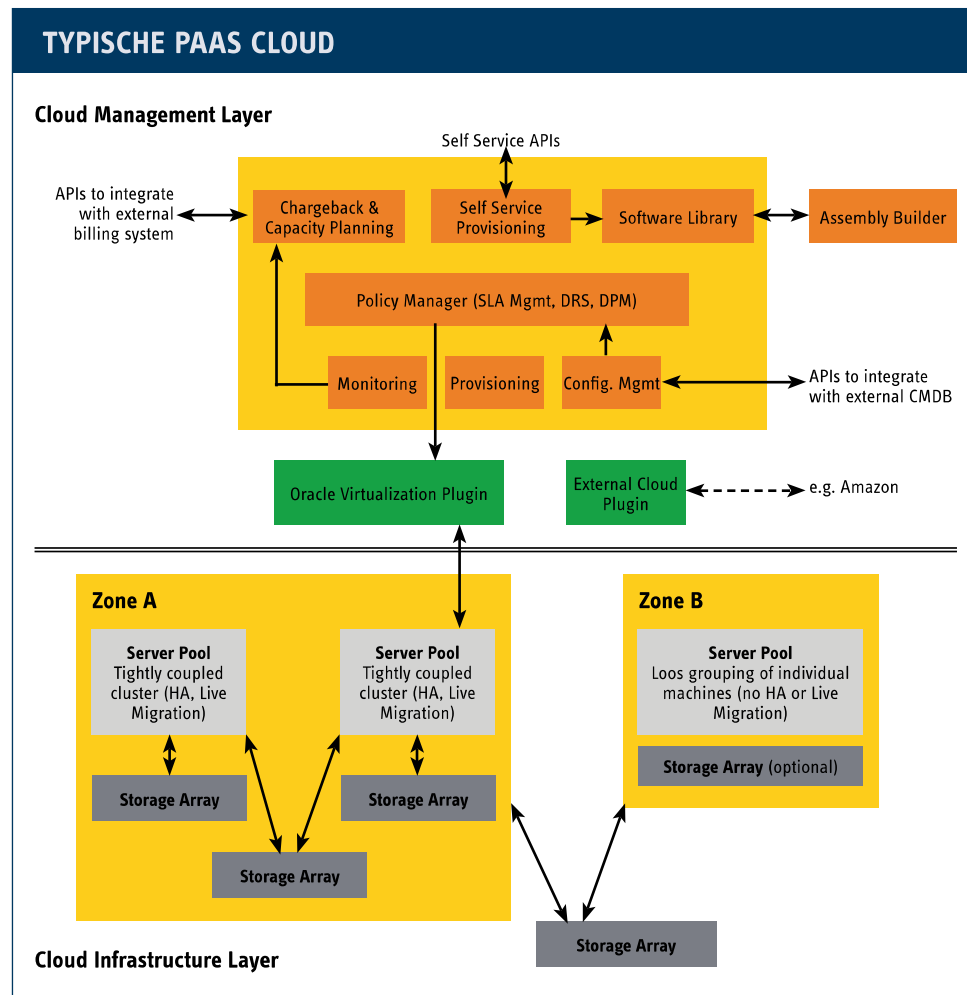 TYPISCHE PAAS CLOUD
Cloud Management Layer
Self Service APIs
APIs to integrate
with external
billing system
Chargeback &
Capacity Planning
Self Service
Provisioning
Software Library
Assembly Builder
Policy Manager (SLA Mgmt, DRS, DPM)
Monitoring
Provisioning
Config. Mgmt
APIs to integrate
with external CMDB
Oracle Virtualization Plugin
External Cloud
Plugin
e.g. Amazon
Zone A
Server Pool
Tightly coupled
cluster (HA, Live
Migration)
Server Pool
Tightly coupled
cluster (HA, Live
Migration)
Storage Array
Storage Array
Storage Array
Zone B
Server Pool
Loos grouping of individual
machines (no HA or Live
Migration)
Storage Array (optional)
Storage Array
Cloud Infrastructure Layer